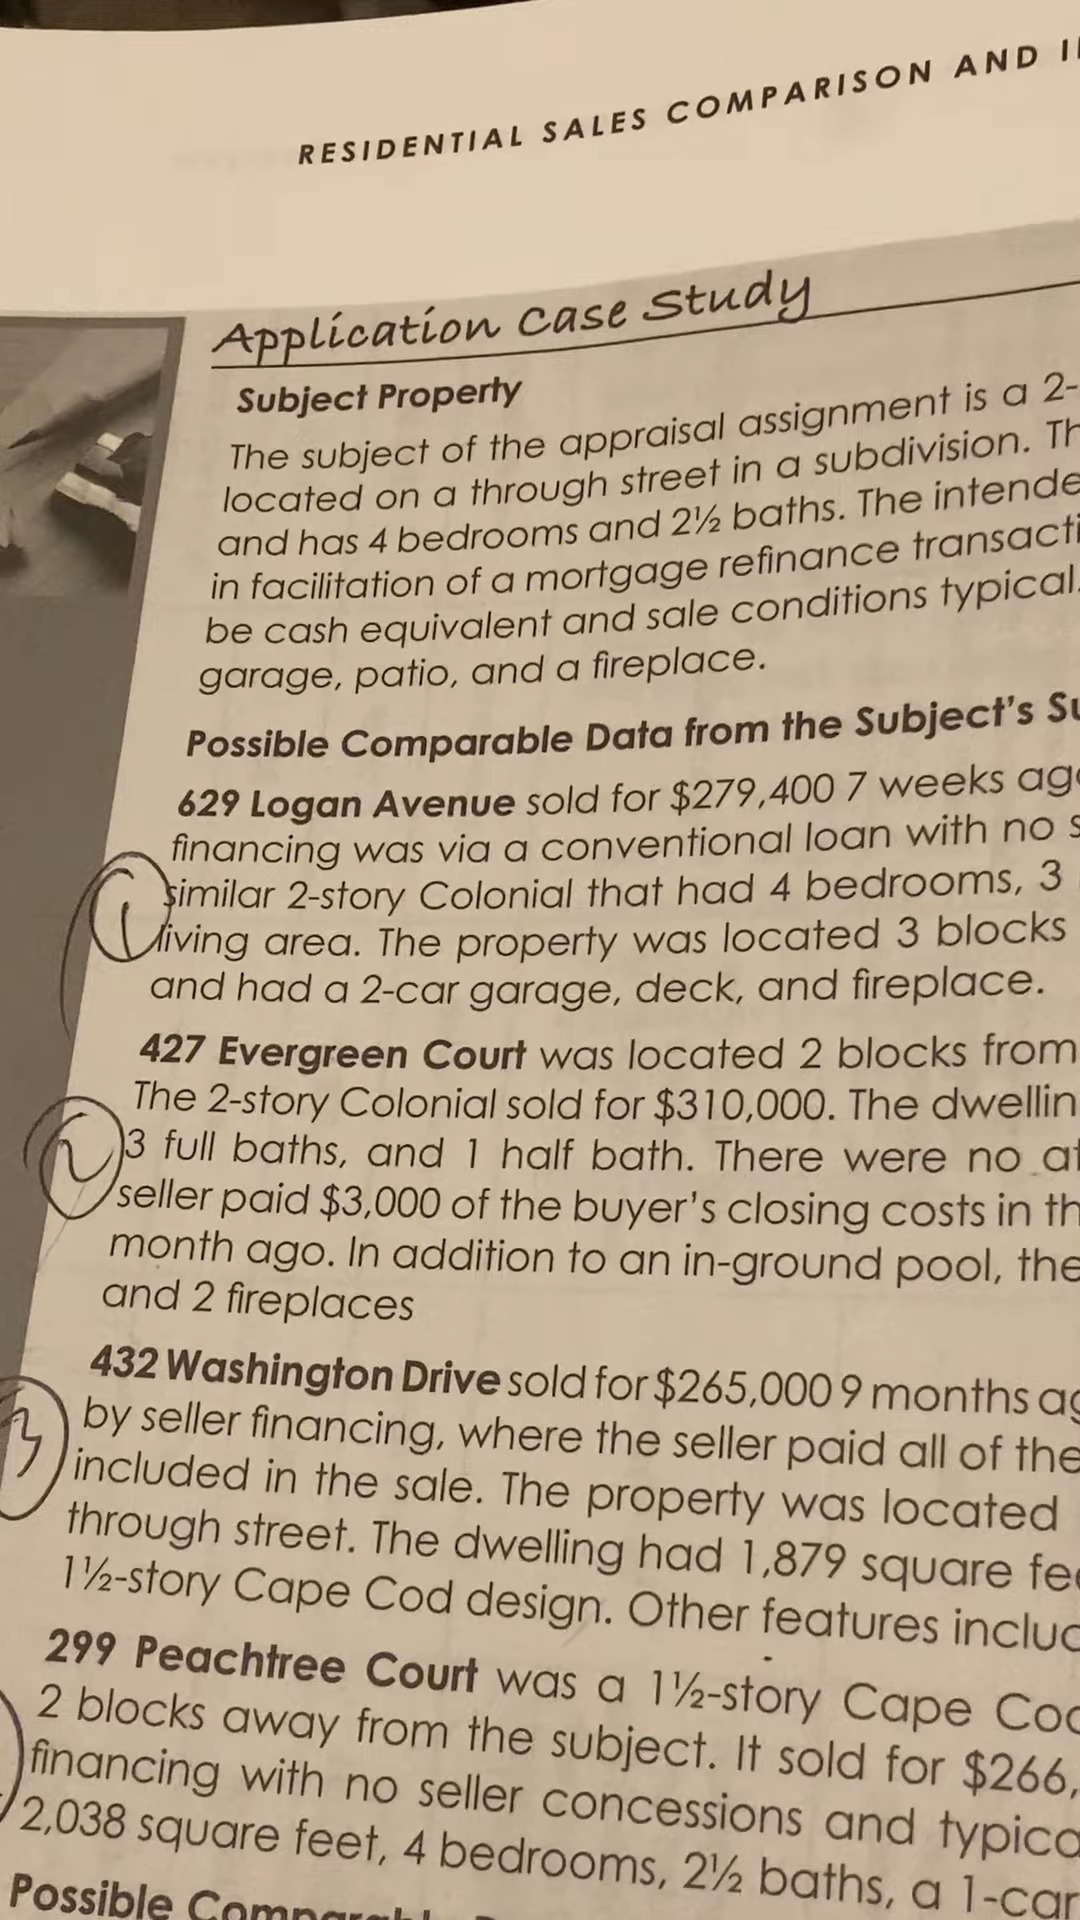 RESIDENTIAL SALES COMPARISON AND
Application Case Study
Subject Property
The subject of the appraisal assignment is a 2-
located on a through street in a subdivision.
and has 4 bedrooms and 2½ baths. The
in facilitation of a mortgage refinance
be cash equivalent and sale conditions typical.
garage, patio, and a fireplace.
Possible Comparable Data from the Subject's
629 Logan Avenue sold for $279,400 7 weeks
financing was via a conventional loan with no
1
similar 2-story Colonial that had 4 bedrooms, 3
living area. The property was located 3 blocks
and had a 2-car garage, deck, and fireplace.
427 Evergreen Court was located 2 blocks from
The 2-story Colonial sold for $310,000. The
2
3 full baths, and 1 half bath. There were no
seller paid $3,000 of the buyer's closing costs in
month ago. In addition to an in-ground pool, the
and 2 fireplaces
432 Washington Drive sold for $265,000 9 months
3
by seller financing, where the seller paid all of the
included in the sale. The property was located
through street. The dwelling had 1,879 square
1½-story Cape Cod design. Other features
299 Peachtree Court was a 1½-story Cape
2 blocks away from the subject. It sold for $266,
financing with no seller concessions and
2,038 square feet, 4 bedrooms, 2½ baths, a 1-car
Possible